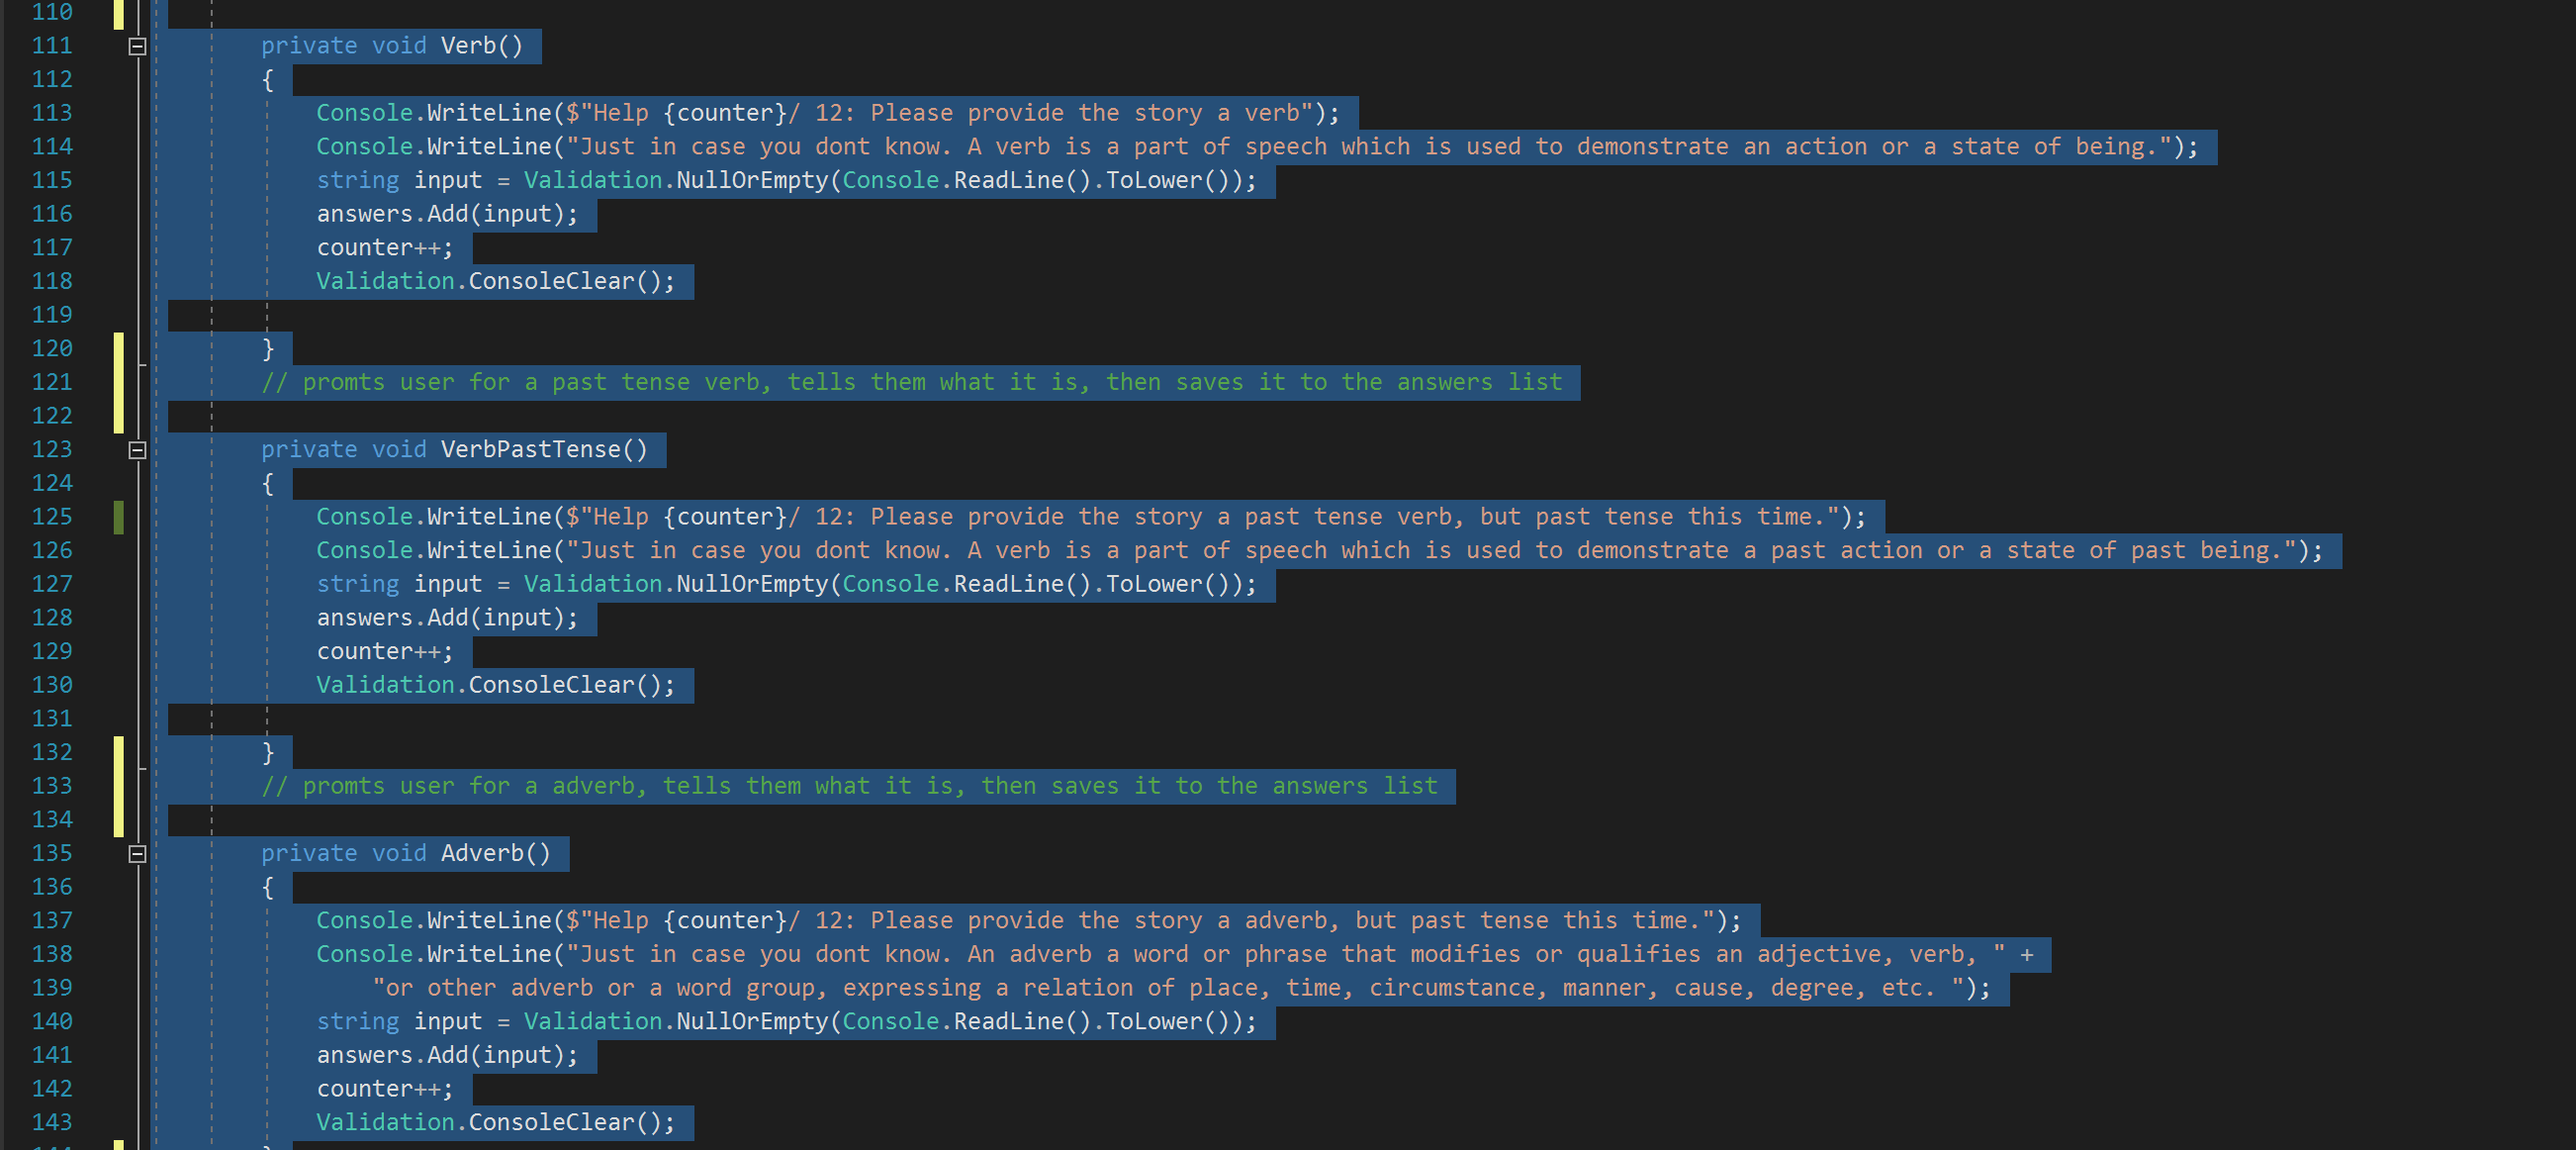 110
111 private void Verb()
112 {
113 Console.WriteLine($"Help {counter}/ 12: Please provide the story a verb");
114 Console.WriteLine("Just in case you dont know. A verb is a part of speech which is used to demonstrate an action or a state of being.");
115 string input = Validation.NullOrEmpty(Console.ReadLine().ToLower());
116 answers.Add(input);
117 counter++;
118 Validation.ConsoleClear();
119
120 }
121 // promts user for a past tense verb, tells them what it is, then saves it to the answers list
122
123 private void VerbPastTense()
124 {
125 Console.WriteLine($"Help {counter}/ 12: Please provide the story a past tense verb, but past tense this time.");
126 Console.WriteLine("Just in case you dont know. A verb is a part of speech which is used to demonstrate a past action or a state of past being.");
127 string input = Validation.NullOrEmpty(Console.ReadLine().ToLower());
128 answers.Add(input);
129 counter++;
130 Validation.ConsoleClear();
131
132 }
133 // promts user for a adverb, tells them what it is, then saves it to the answers list
134
135 private void Adverb()
136 {
137 Console.WriteLine($"Help {counter}/ 12: Please provide the story a adverb, but past tense this time.");
138 Console.WriteLine("Just in case you dont know. An adverb a word or phrase that modifies or qualifies an adjective, verb, " +
139 "or other adverb or a word group, expressing a relation of place, time, circumstance, manner, cause, degree, etc. ");
140 string input = Validation.NullOrEmpty(Console.ReadLine().ToLower());
141 answers.Add(input);
142 counter++;
143 Validation.ConsoleClear();